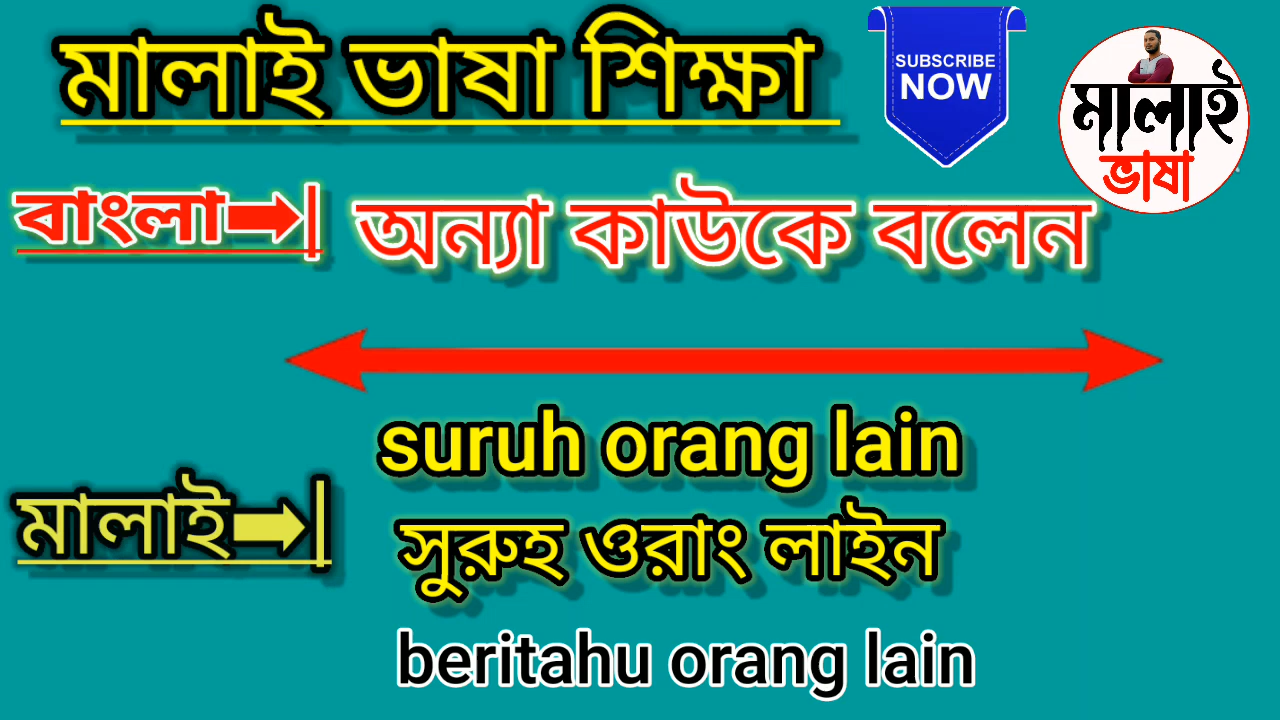 মালাই ভাষা শিক্ষা
SUBSCRIBE
NOW
মালাই
ভাষা
বাংলা➡|
অন্যা কাউকে বলেন
suruh orang lain
মালাই➡|
সুরুহ ওরাং লাইন
beritahu orang lain